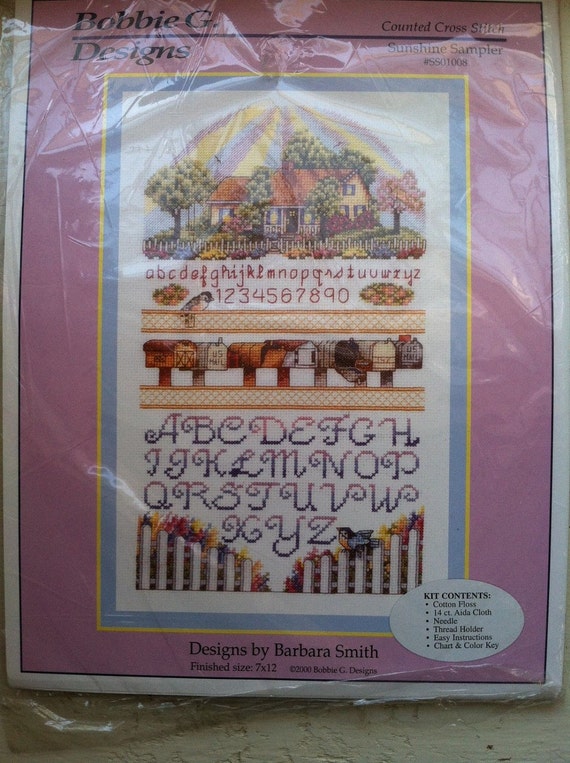 Bobbie G.
Designs
Counted Cross Stitch
Sunshine Sampler
#SS01008
abcdefghijklmnopqrstuvwxyz
1234567890
ABCDEFGH
IJKLMNOP
QRSTUVW
XYZ
KIT CONTENTS:
• Cotton Floss
• 14 ct. Aida Cloth
• Needle
• Thread Holder
• Easy Instructions
• Chart & Color Key
Designs by Barbara Smith
Finished size: 7x12 ©2000 Bobbie G. Designs